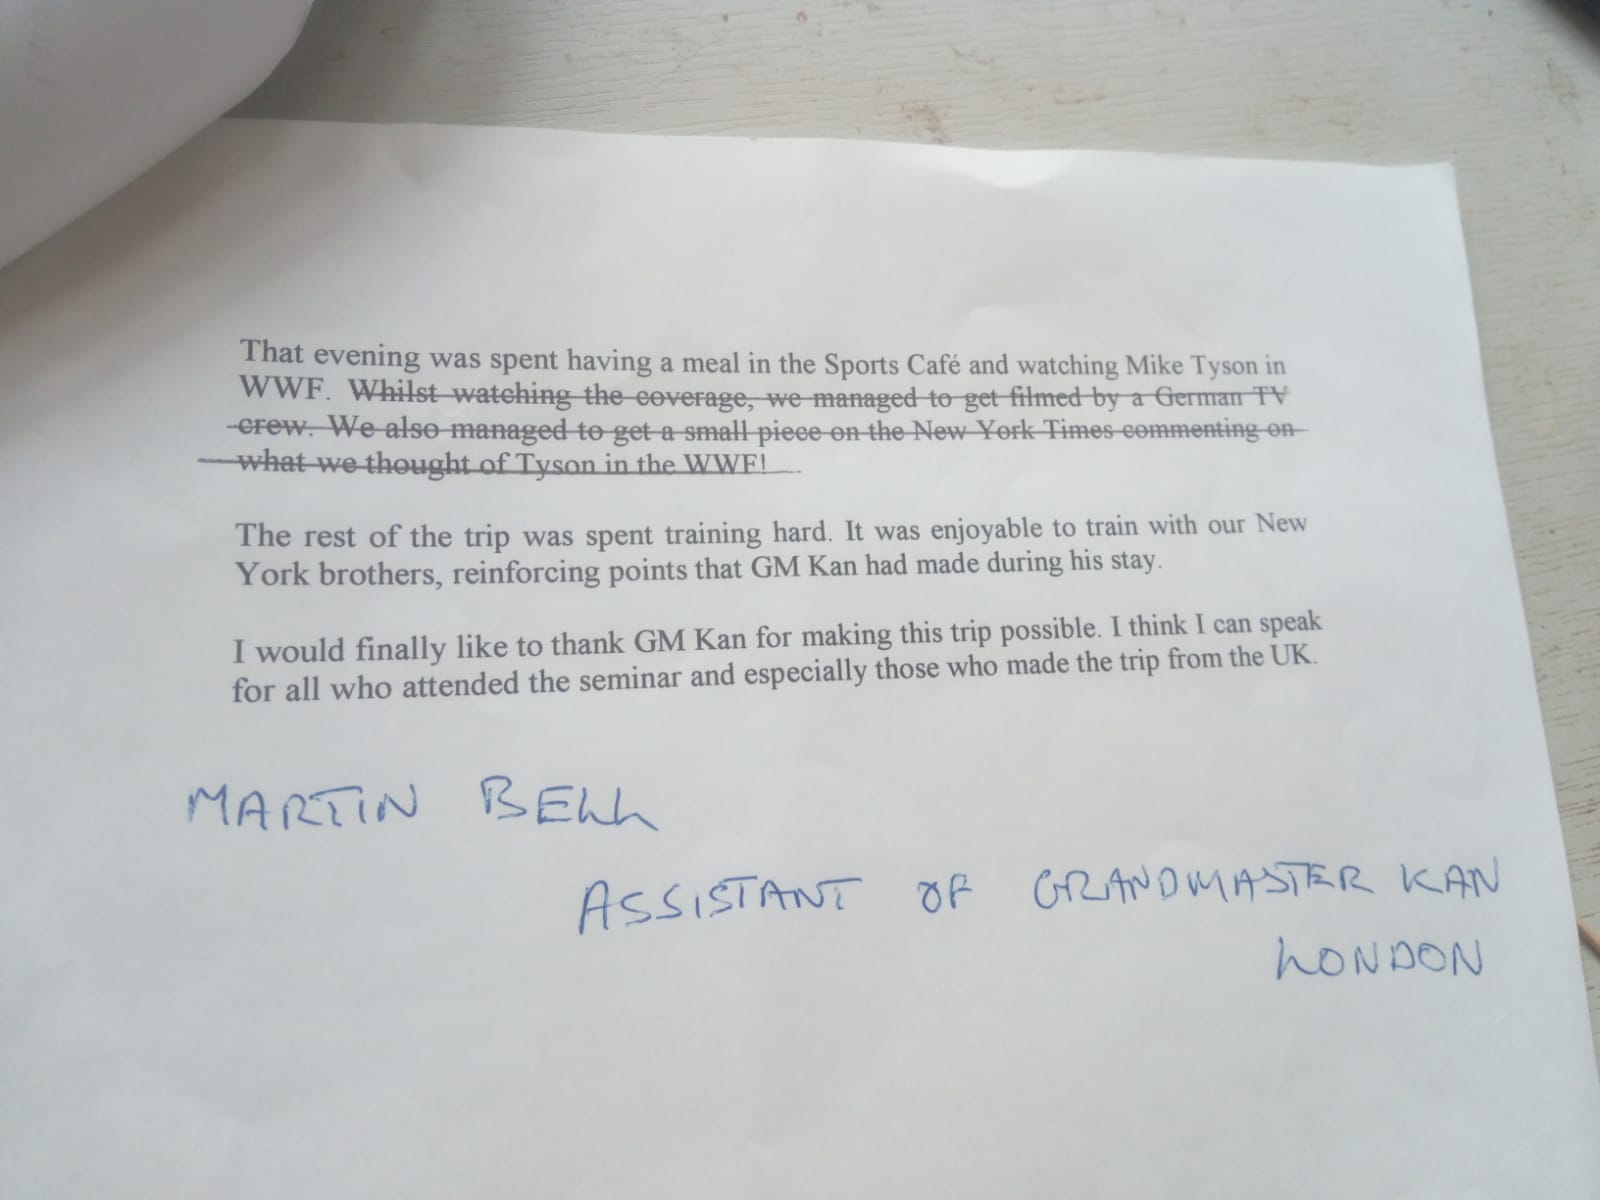 That evening was spent having a meal in the Sports Café and watching Mike Tyson in
WWF. Whilst watching the coverage, we managed to get filmed by a German TV
crew. We also managed to get a small piece on the New York Times commenting on
what we thought of Tyson in the WWF!
The rest of the trip was spent training hard. It was enjoyable to train with our New
York brothers, reinforcing points that GM Kan had made during his stay.
I would finally like to thank GM Kan for making this trip possible. I think I can speak
for all who attended the seminar and especially those who made the trip from the UK.
MARTIN BELL
ASSISTANT OF GRANDMASTER KAN
LONDON